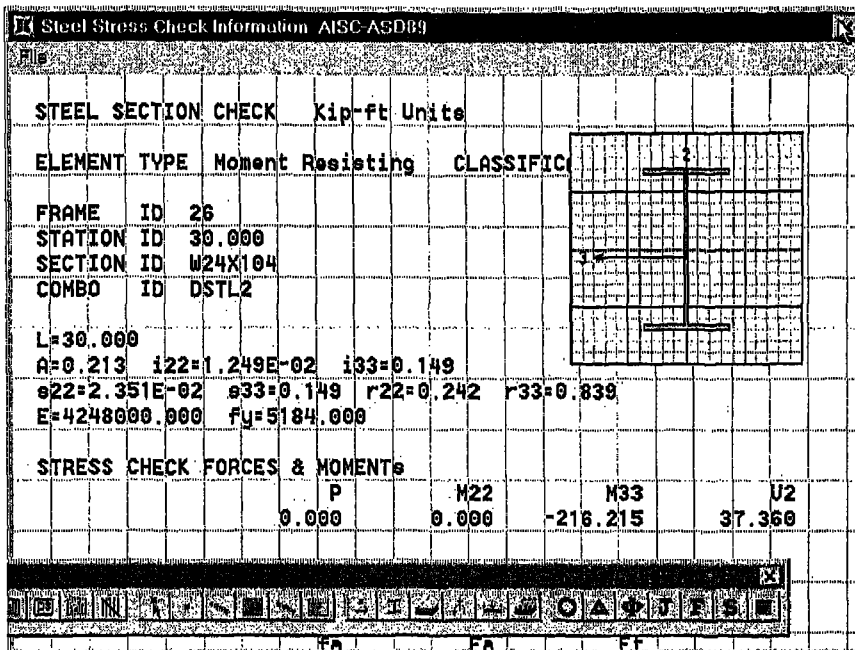 Steel Stress Check Information AISC-ASD89
File
STEEL SECTION CHECK Kip-ft Units
ELEMENT TYPE Moment Resisting CLASSIFIC
2
FRAME ID 26
STATION ID 30.000
3
SECTION ID W24X104
COMBO ID DSTL2
L=30.000
A=0.213 i22=1.249E-02 i33=0.149
s22=2.351E-02 s33=0.149 r22=0.242 r33=0.839
E=4248000.000 fy=5184.000
STRESS CHECK FORCES & MOMENTs
P M22 M33 U2
0.000 0.000 -216.215 37.360
J F S